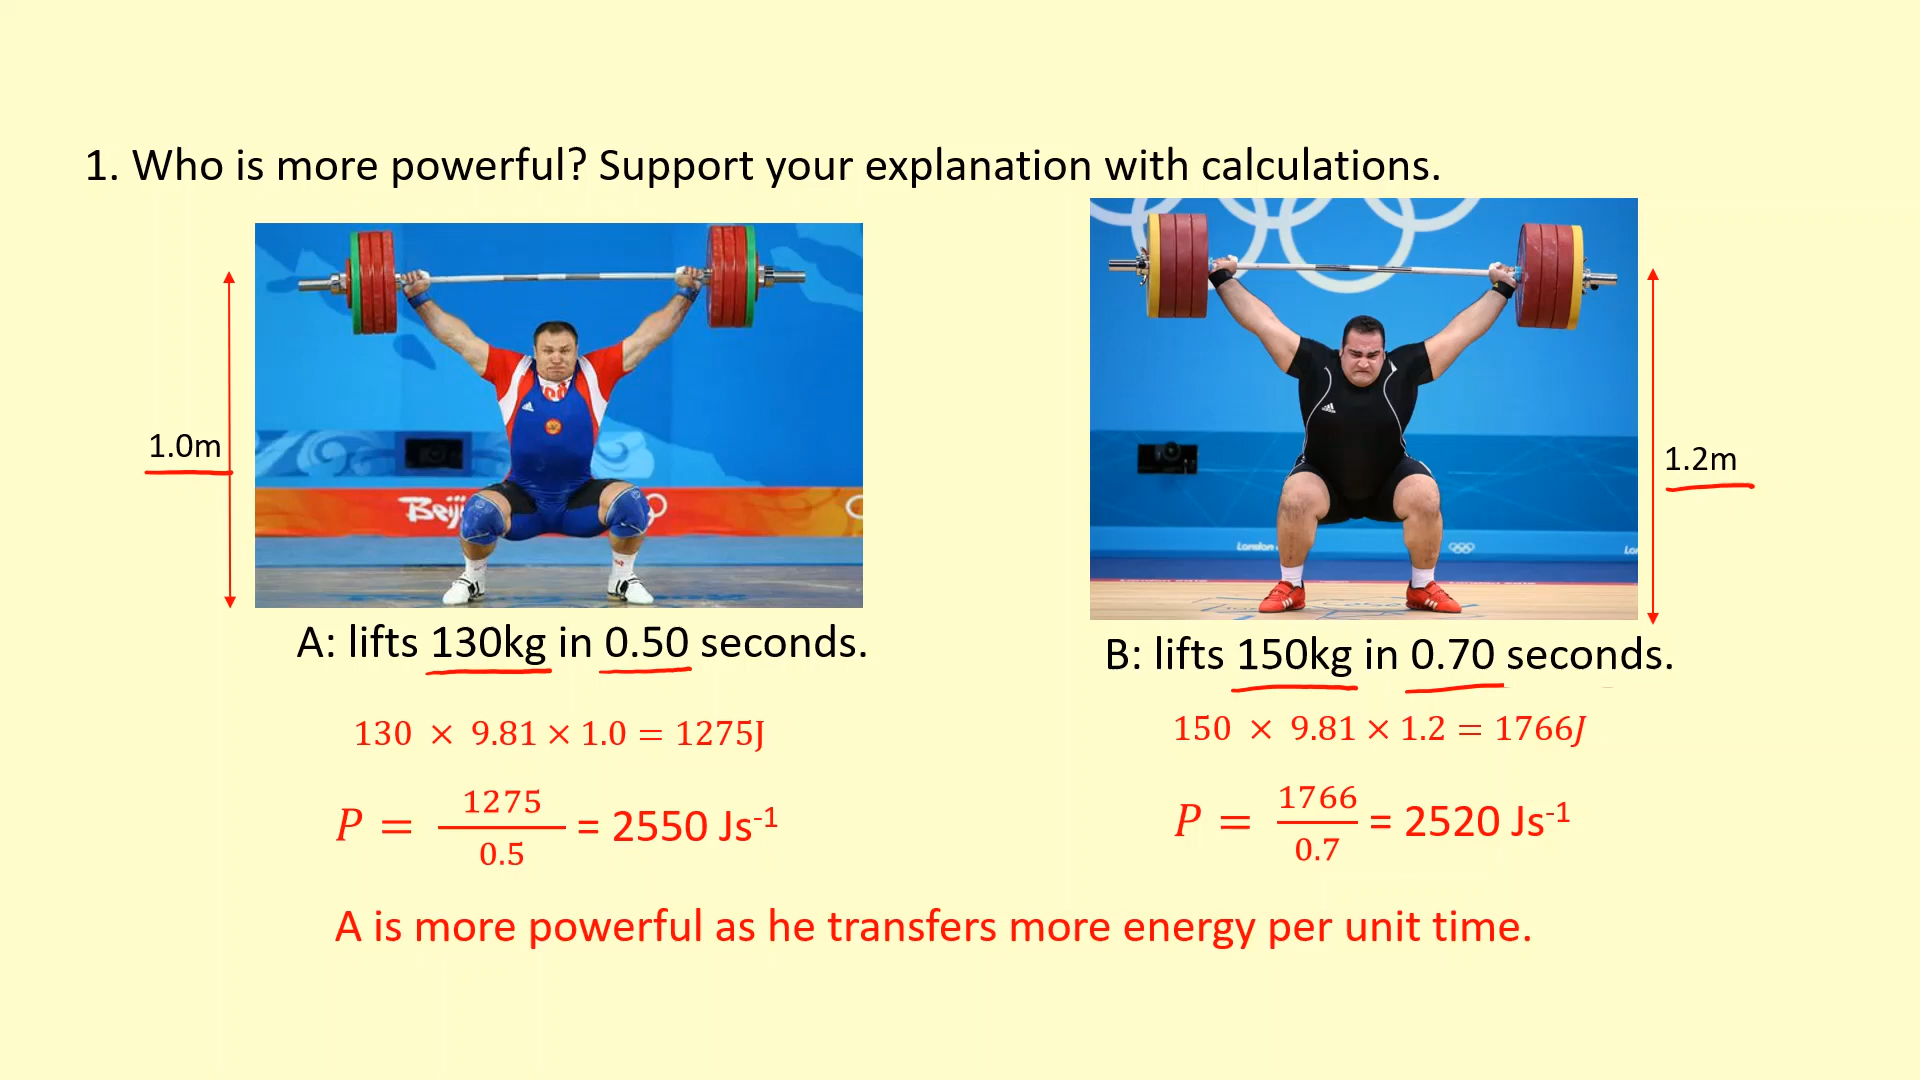 1. Who is more powerful? Support your explanation with calculations.
1.0m
Beij
London
1.2m
A: lifts 130kg in 0.50 seconds.
B: lifts 150kg in 0.70 seconds.
130 × 9.81 × 1.0 = 1275J
150 × 9.81 × 1.2 = 1766J
P = 1275/0.5 = 2550 Js⁻¹
P = 1766/0.7 = 2520 Js⁻¹
A is more powerful as he transfers more energy per unit time.